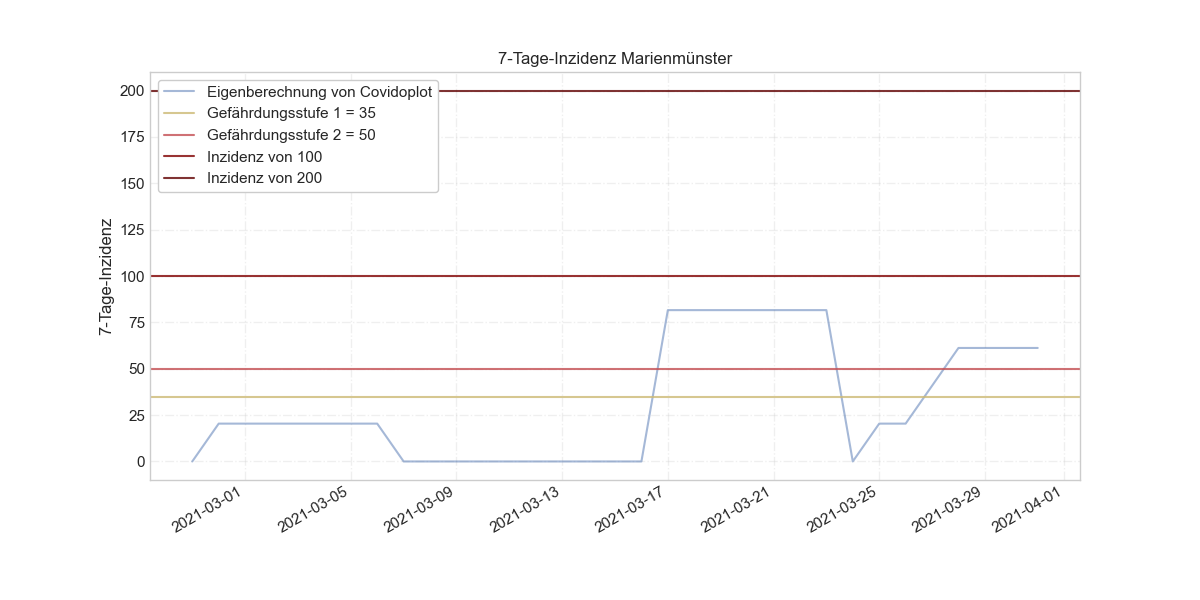 7-Tage-Inzidenz Marienmünster
Eigenberechnung von Covidoplot
Gefährdungsstufe 1 = 35
Gefährdungsstufe 2 = 50
Inzidenz von 100
Inzidenz von 200
7-Tage-Inzidenz
200
175
150
125
100
75
50
25
0
2021-03-01
2021-03-05
2021-03-09
2021-03-13
2021-03-17
2021-03-21
2021-03-25
2021-03-29
2021-04-01